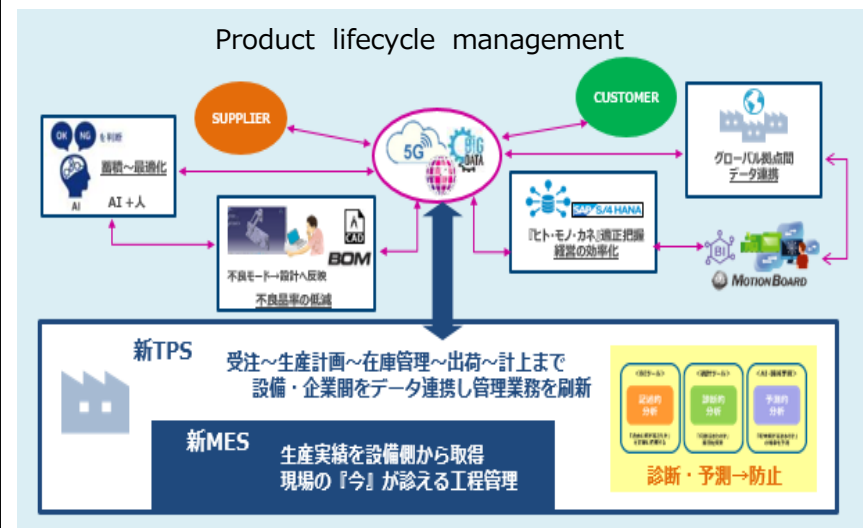 Product lifecycle management
SUPPLIER
CUSTOMER
OK NG を判断
蓄積～最適化
AI
AI+人
5G
BIG
DATA
グローバル拠点間
データ連携
CAD
BOM
不良モード→設計へ反映
不良品率の低減
SAP S/4 HANA
『ヒト・モノ・カネ』適正把握
経営の効率化
BI
MOTIONBOARD
新TPS
受注～生産計画～在庫管理～出荷～計上まで
設備・企業間をデータ連携し管理業務を刷新
新MES
生産実績を設備側から取得
現場の『今』が診える工程管理
記述的
分析
診断的
分析
予測的
分析
診断・予測→防止